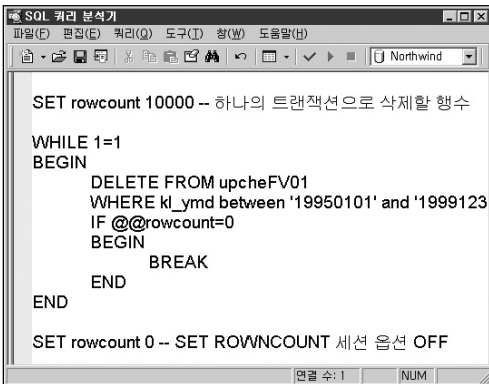 SQL 쿼리 분석기
파일(F) 편집(E) 쿼리(Q) 도구(T) 창(W) 도움말(H)
Northwind
SET rowcount 10000 -- 하나의 트랜잭션으로 삭제할 행수
WHILE 1=1
BEGIN
DELETE FROM upcheFV01
WHERE kl_ymd between '19950101' and '1999123
IF @@rowcount=0
BEGIN
BREAK
END
END
SET rowcount 0 -- SET ROWNCOUNT 세션 옵션 OFF
연결 수: 1 NUM